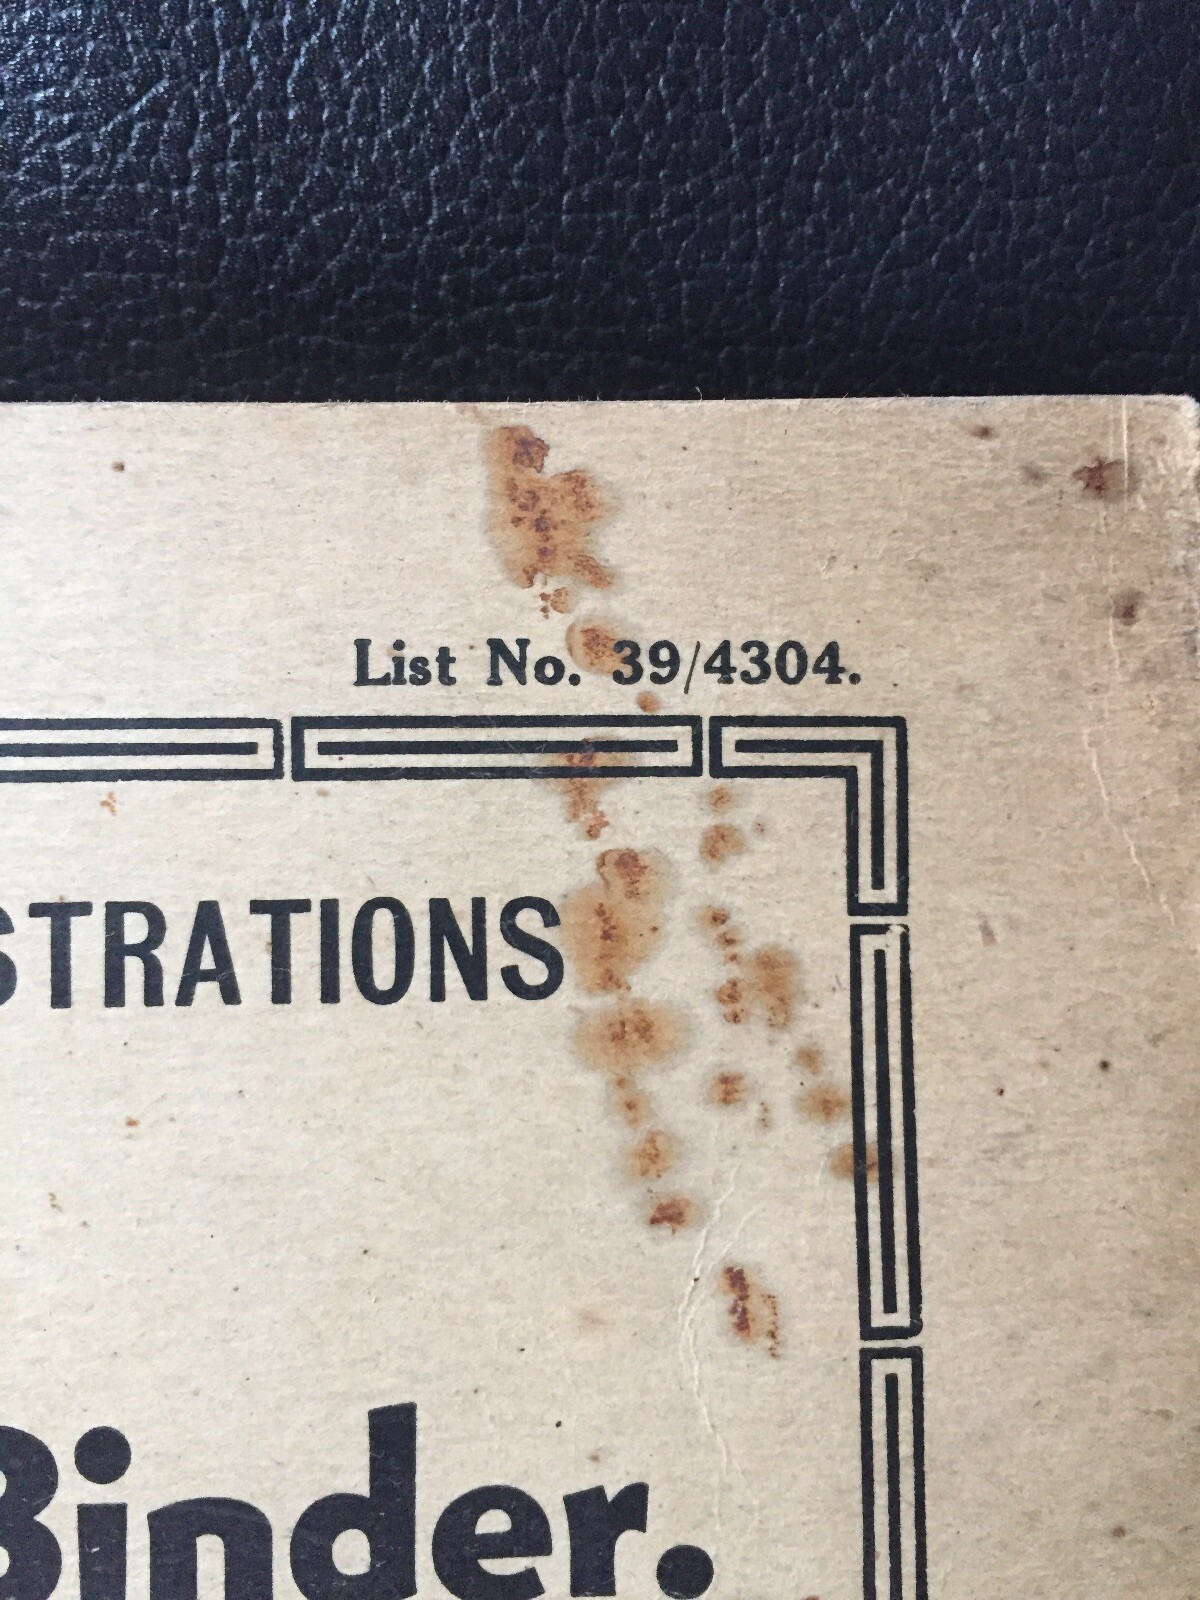 List No. 39/4304.
STRATIONS
Binder.